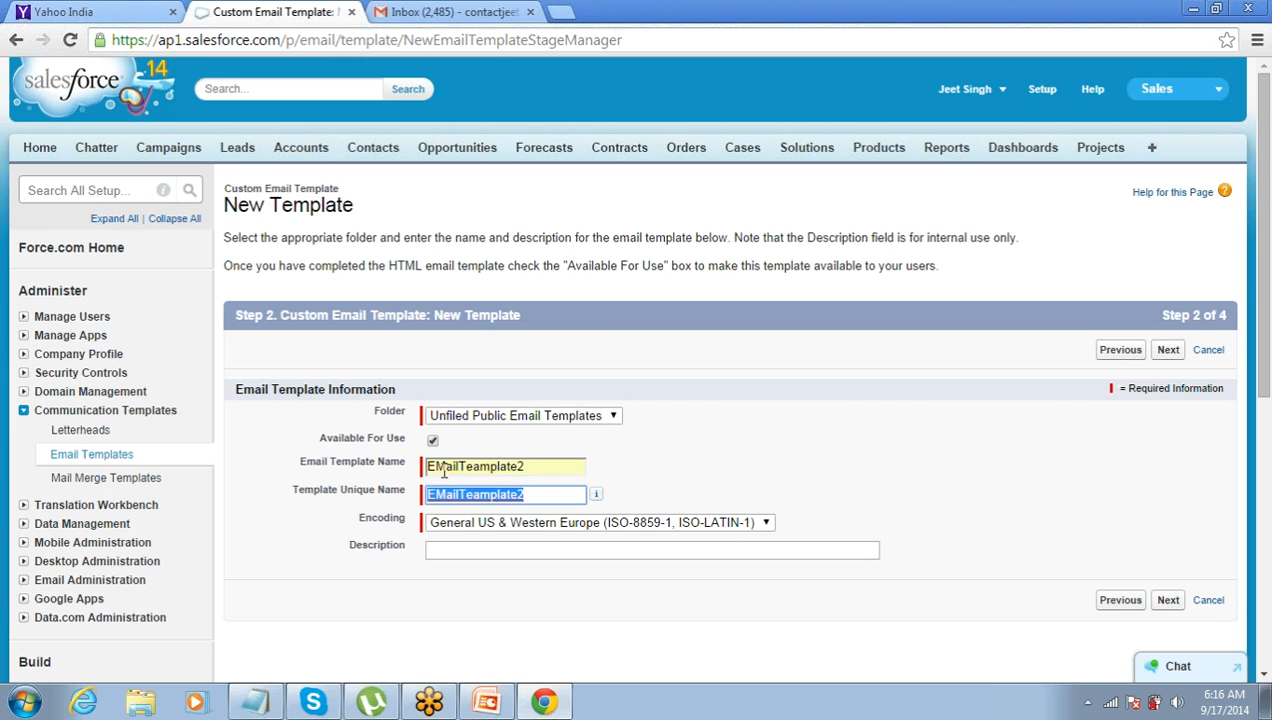 Yahoo India
Custom Email Template: N
Inbox (2,485) - contactjeet
https://ap1.salesforce.com/p/email/template/NewEmailTemplateStageManager
salesforce
14
Search...
Search
Jeet Singh
Setup
Help
Sales
Home
Chatter
Campaigns
Leads
Accounts
Contacts
Opportunities
Forecasts
Contracts
Orders
Cases
Solutions
Products
Reports
Dashboards
Projects
+
Search All Setup...
Expand All | Collapse All
Force.com Home
Administer
Manage Users
Manage Apps
Company Profile
Security Controls
Domain Management
Communication Templates
Letterheads
Email Templates
Mail Merge Templates
Translation Workbench
Data Management
Mobile Administration
Desktop Administration
Email Administration
Google Apps
Data.com Administration
Build
Custom Email Template
New Template
Help for this Page
Select the appropriate folder and enter the name and description for the email template below. Note that the Description field is for internal use only.
Once you have completed the HTML email template check the "Available For Use" box to make this template available to your users.
Step 2. Custom Email Template: New Template
Step 2 of 4
Previous
Next
Cancel
Email Template Information
= Required Information
Folder
Unfiled Public Email Templates
Available For Use
Email Template Name
EMailTeamplate2
Template Unique Name
EMailTeamplate2
Encoding
General US & Western Europe (ISO-8859-1, ISO-LATIN-1)
Description
Previous
Next
Cancel
Chat
6:16 AM
9/17/2014